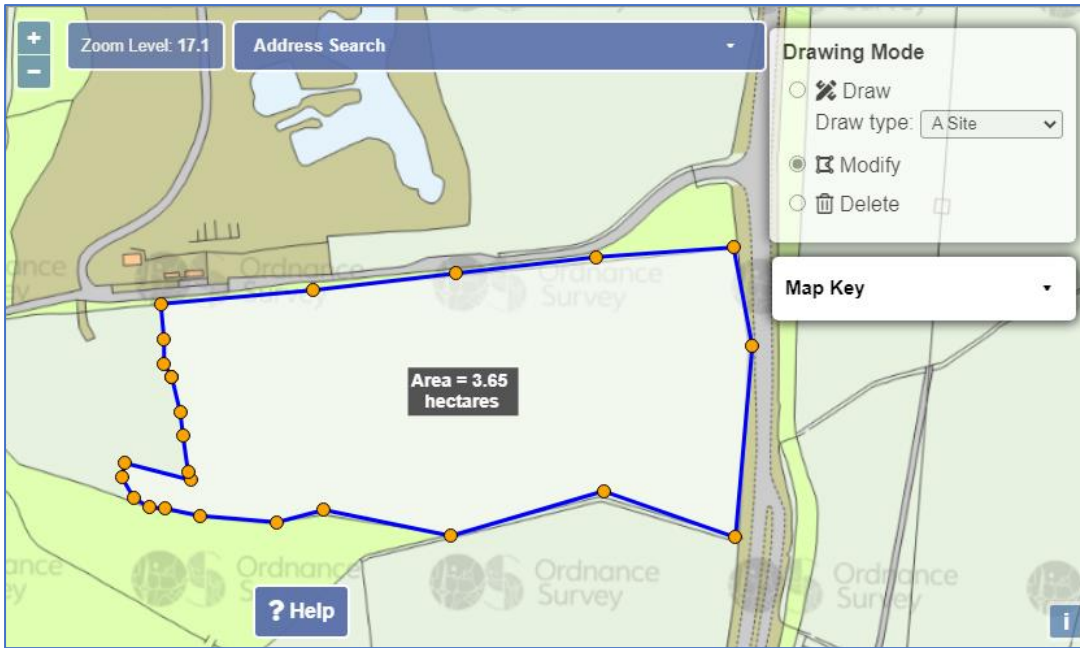 +
−
Zoom Level: 17.1
Address Search
Drawing Mode
Draw
Draw type: A Site
Modify
Delete
Map Key
Ordnance
Survey
Ordnance
Survey
Area = 3.65
hectares
Ordnance
Survey
Ordnance
Survey
? Help
i